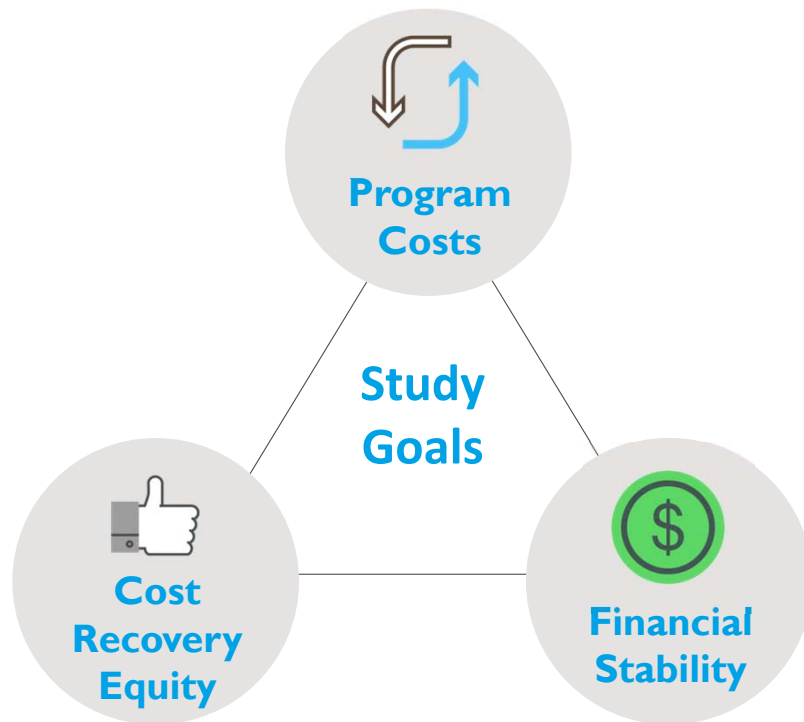 Program
Costs
Study
Goals
$
Cost
Recovery
Equity
Financial
Stability